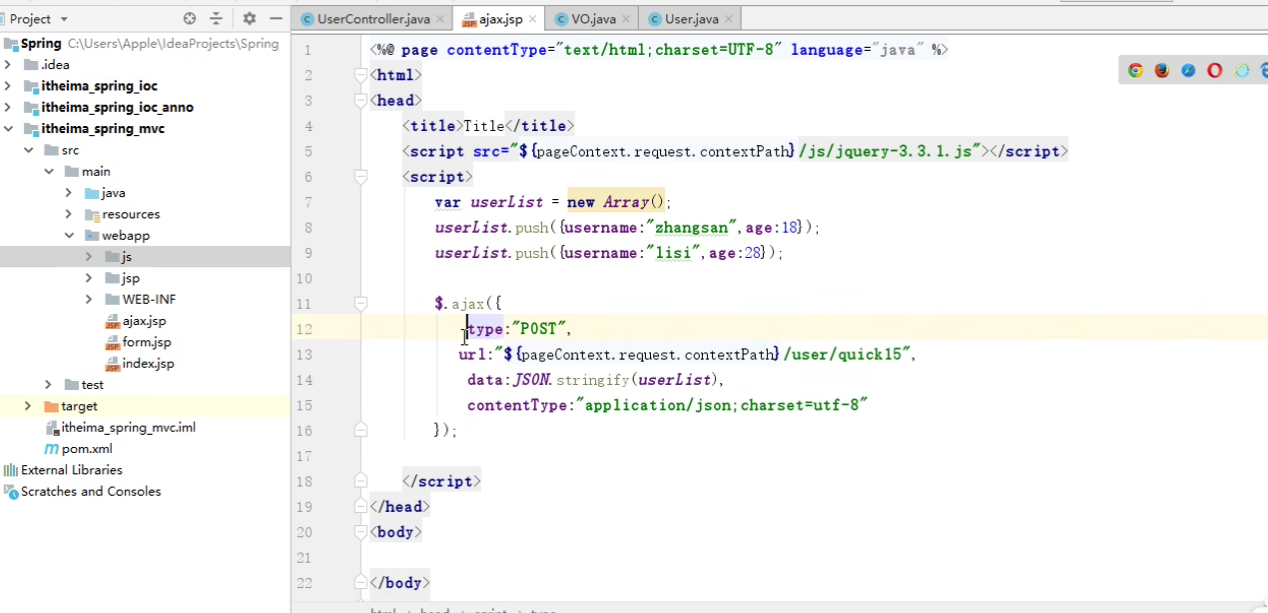 Project
Spring C:\Users\Apple\IdeaProjects\Spring
.idea
itheima_spring_ioc
itheima_spring_ioc_anno
itheima_spring_mvc
src
main
java
resources
webapp
js
jsp
WEB-INF
ajax.jsp
form.jsp
index.jsp
test
target
itheima_spring_mvc.iml
pom.xml
External Libraries
Scratches and Consoles
UserController.java ajax.jsp VO.java User.java
1 <%@ page contentType="text/html;charset=UTF-8" language="java" %>
2 <html>
3 <head>
4 <title>Title</title>
5 <script src="${pageContext.request.contextPath}/js/jquery-3.3.1.js"></script>
6 <script>
7 var userList = new Array();
8 userList.push({username:"zhangsan",age:18});
9 userList.push({username:"lisi",age:28});
10
11 $.ajax({
12 type:"POST",
13 url:"${pageContext.request.contextPath}/user/quick15",
14 data:JSON.stringify(userList),
15 contentType:"application/json;charset=utf-8"
16 });
17
18 </script>
19 </head>
20 <body>
21
22 </body>